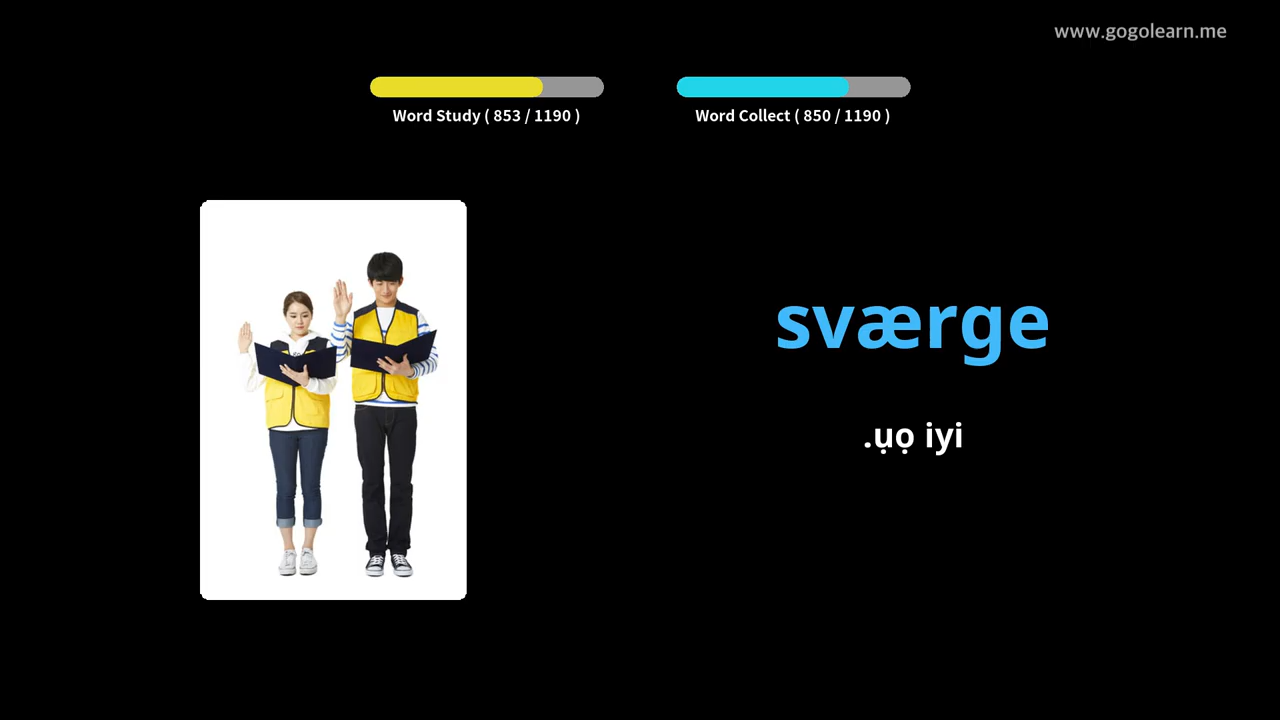 www.gogolearn.me
Word Study ( 853 / 1190 )
Word Collect ( 850 / 1190 )
sværge
.ụọ iyi